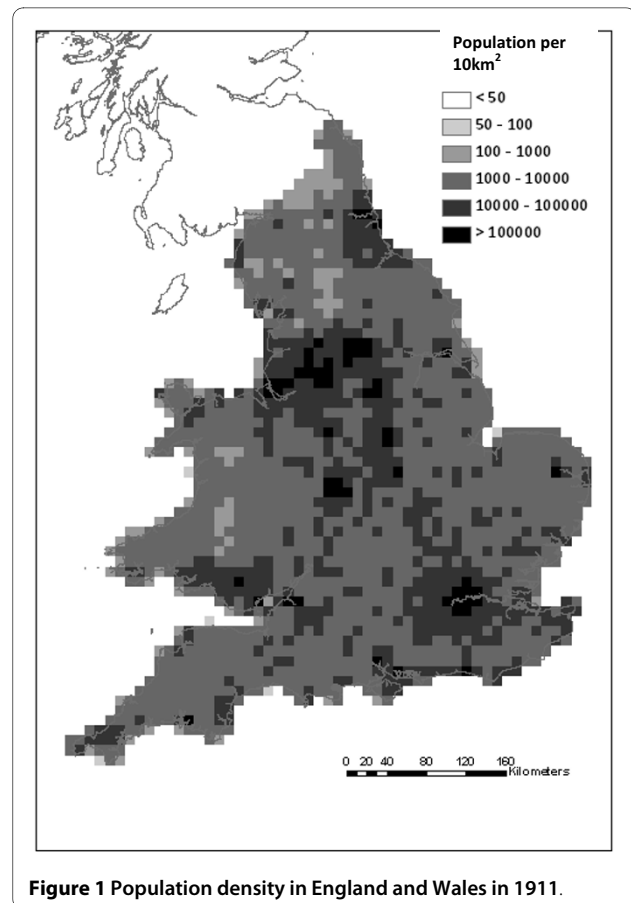 Population per
10km²
< 50
50 - 100
100 - 1000
1000 - 10000
10000 - 100000
> 100000
0 20 40 80 120 160
Kilometers
Figure 1 Population density in England and Wales in 1911.